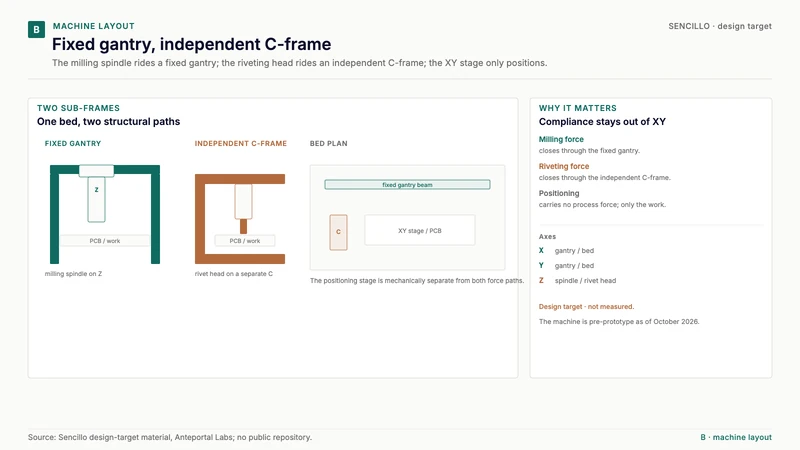 B
MACHINE LAYOUT
SENCILLO · design target
Fixed gantry, independent C-frame
The milling spindle rides a fixed gantry; the riveting head rides an independent C-frame; the XY stage only positions.
TWO SUB-FRAMES
One bed, two structural paths
FIXED GANTRY
Z
PCB / work
milling spindle on Z
INDEPENDENT C-FRAME
PCB / work
rivet head on a separate C
BED PLAN
fixed gantry beam
C
XY stage / PCB
The positioning stage is mechanically separate from both force paths.
WHY IT MATTERS
Compliance stays out of XY
Milling force
closes through the fixed gantry.
Riveting force
closes through the independent C-frame.
Positioning
carries no process force; only the work.
Axes
X gantry / bed
Y gantry / bed
Z spindle / rivet head
Design target · not measured.
The machine is pre-prototype as of October 2026.
Source: Sencillo design-target material, Anteportal Labs; no public repository.
B · machine layout